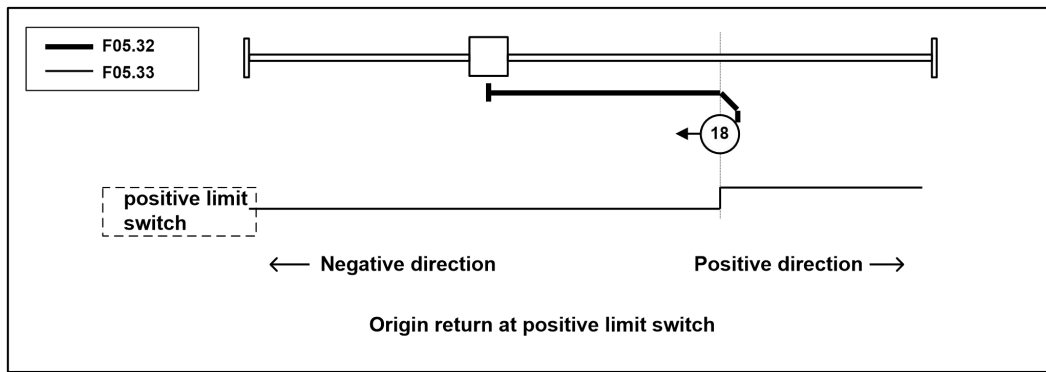 F05.32
F05.33
18
positive limit
switch
← Negative direction
Positive direction →
Origin return at positive limit switch